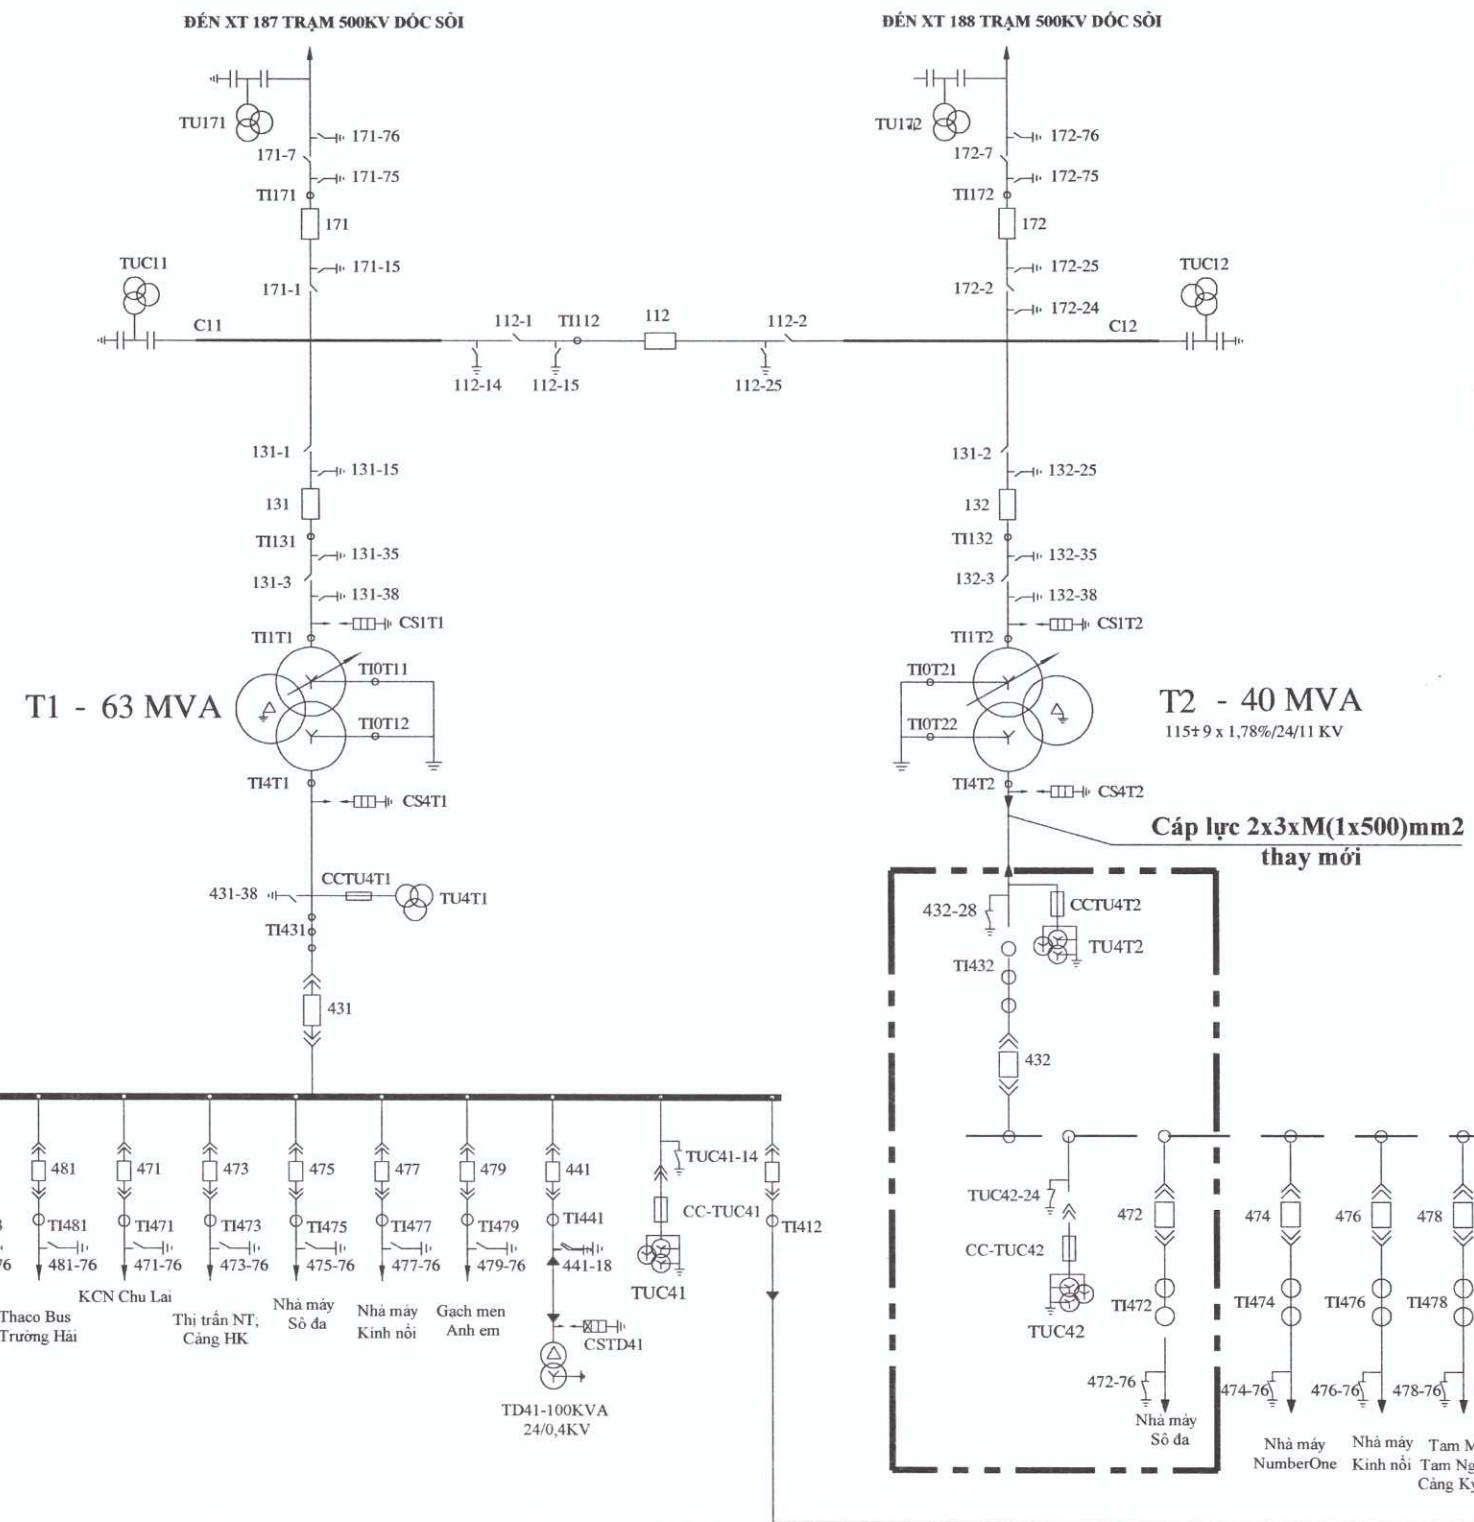 ĐẾN XT 187 TRẠM 500KV DỐC SỎI
ĐẾN XT 188 TRẠM 500KV DỐC SỎI
TU171
171-76
171-7
171-75
TI171
171
171-15
171-1
TU172
172-76
172-7
172-75
TI172
172
172-25
172-2
172-24
TUC11
C11
112-1
TI112
112
112-2
C12
TUC12
112-14
112-15
112-25
131-1
131-15
131
TI131
131-35
131-3
131-38
CS1T1
TI1T1
TI0T11
T1 - 63 MVA
TI0T12
TI4T1
CS4T1
131-2
132-25
132
TI132
132-35
132-3
132-38
CS1T2
TI1T2
TI0T21
T2 - 40 MVA
115±9 x 1,78%/24/11 KV
TI0T22
TI4T2
CS4T2
Cáp lực 2x3xM(1x500)mm2
thay mới
CCTU4T1
431-38
TU4T1
TI431
431
432-28
CCTU4T2
TU4T2
TI432
432
481
471
473
475
477
479
441
TUC41-14
CC-TUC41
TI481
TI471
TI473
TI475
TI477
TI479
TI441
TI412
481-76
471-76
473-76
475-76
477-76
479-76
441-18
TUC41
Thaco Bus
Trường Hải
KCN Chu Lai
Thị trấn NT;
Cảng HK
Nhà máy
Sô đa
Nhà máy
Kính nổi
Gạch men
Anh em
CSTD41
TD41-100KVA
24/0,4KV
TUC42-24
CC-TUC42
TUC42
472
474
476
478
TI472
TI474
TI476
TI478
472-76
474-76
476-76
478-76
Nhà máy
Sô đa
Nhà máy
NumberOne
Nhà máy
Kính nổi
Tam M
Tam Ng
Cảng Kỳ